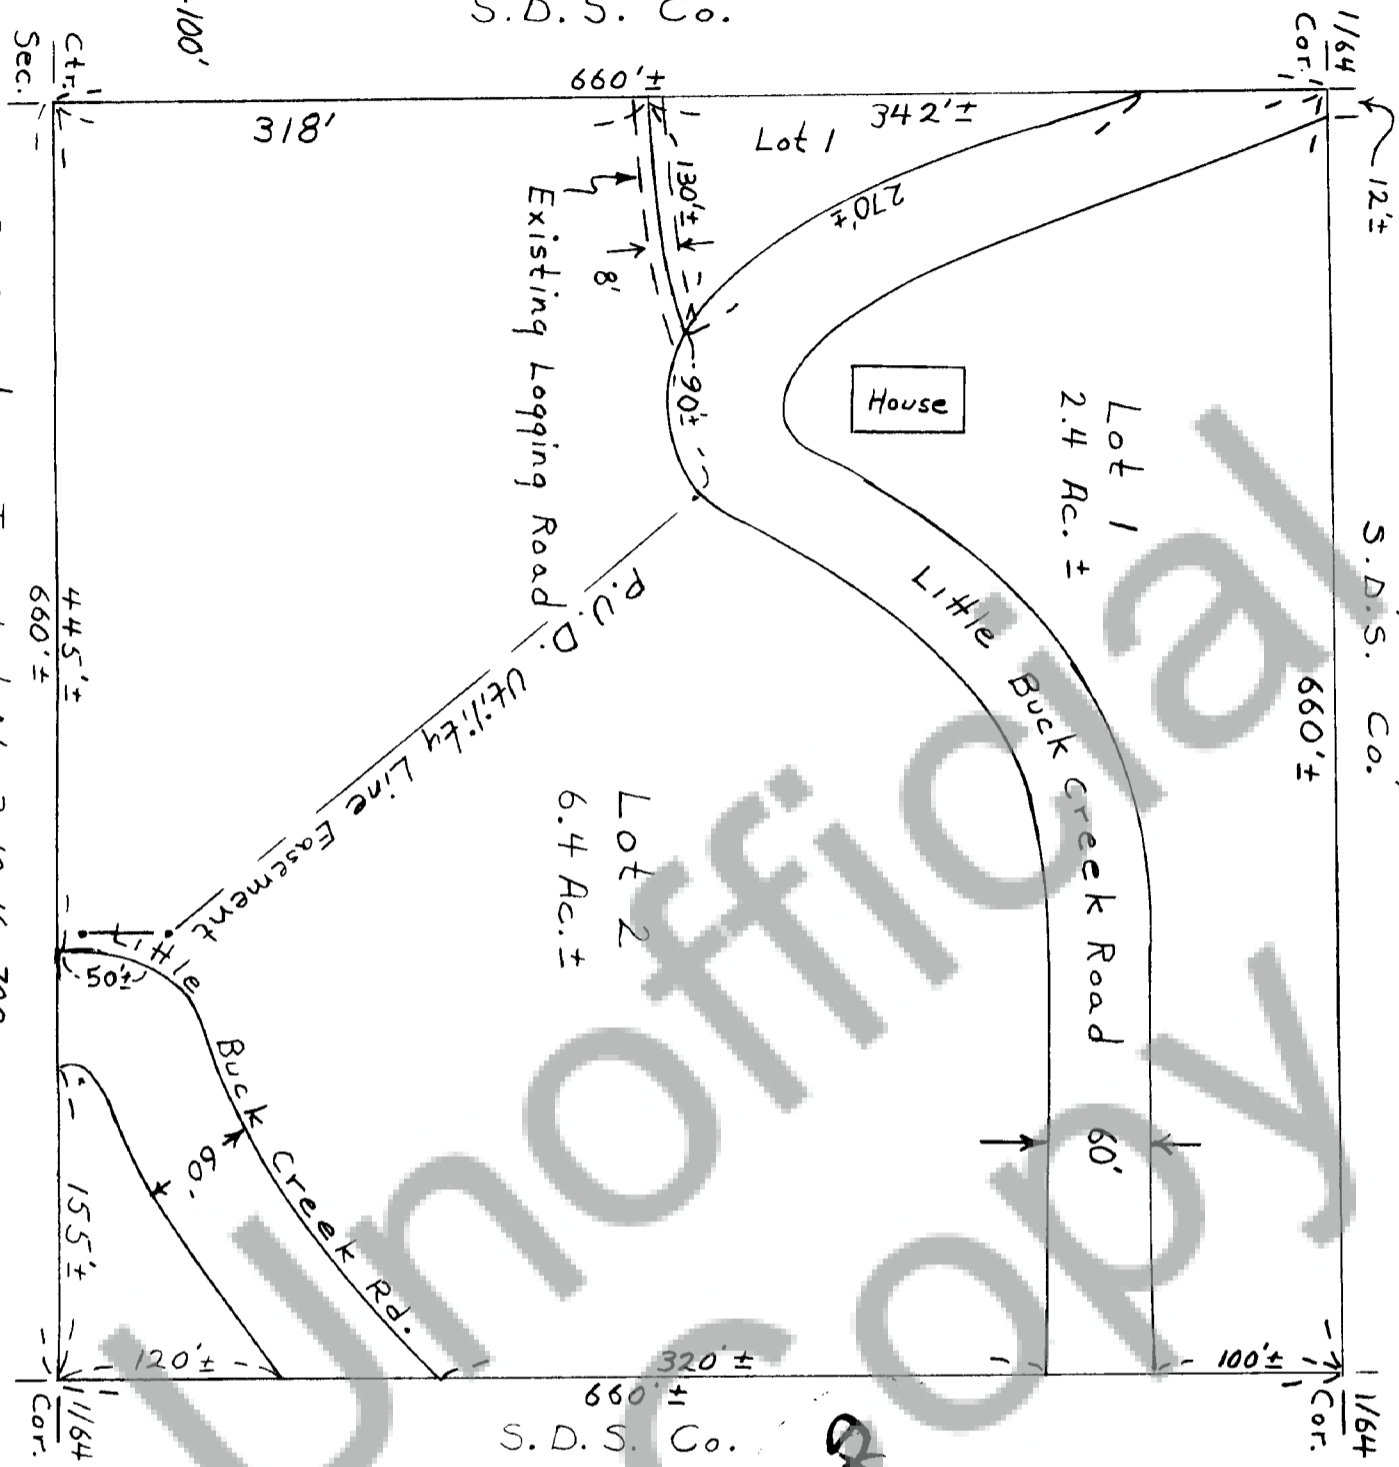 S.D.S. Co.
1"=100'
Ctr.
Sec.
660'±
1/64
Cor.
12'±
318'
342'±
Lot 1
130'±
270'±
8'
Existing Logging Road
90'±
House
Lot 1
2.4 Ac. ±
S.D.S. Co.
660'±
P.U.D. Utility Line Easement
Little Buck Creek Road
445'±
660'±
Lot 2
6.4 Ac. ±
50'±
Little Buck Creek Rd.
60'
60'
155'±
120'±
320'±
100'±
660'±
1/64
Cor.
1/64
Cor.
S.D.S. Co.
Unofficial
Copy